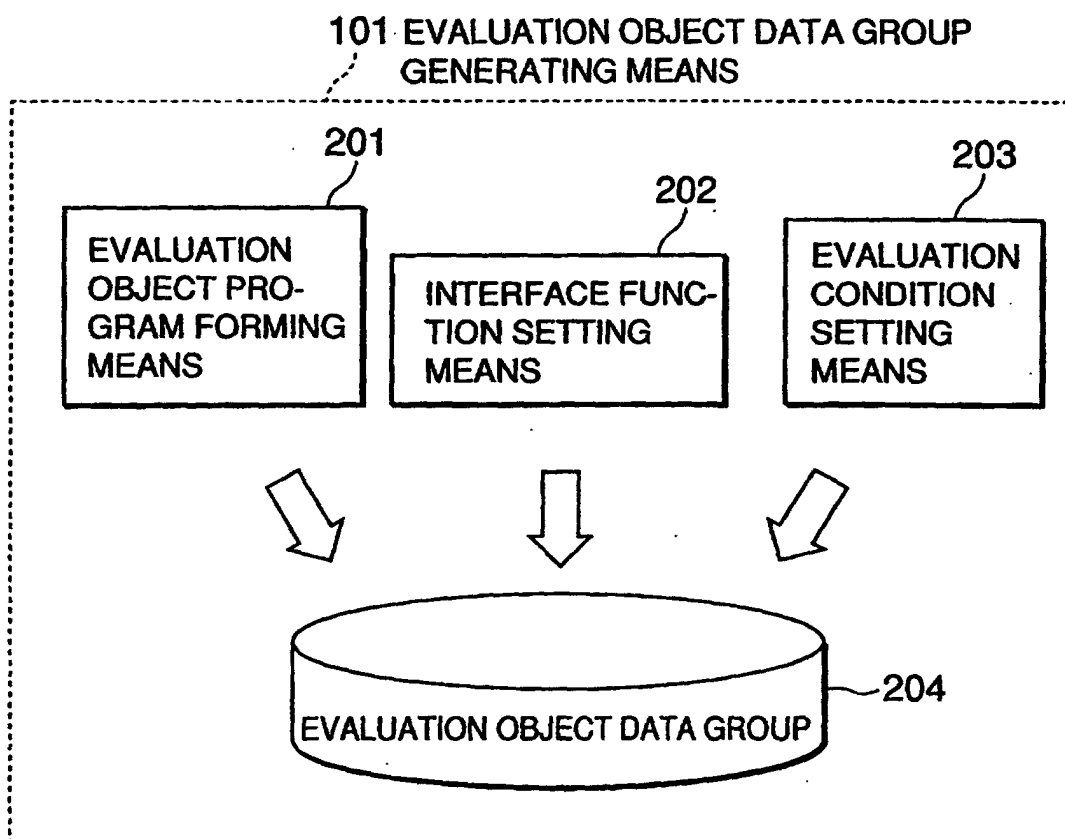 101 EVALUATION OBJECT DATA GROUP
GENERATING MEANS
201
EVALUATION
OBJECT PRO-
GRAM FORMING
MEANS
202
INTERFACE FUNC-
TION SETTING
MEANS
203
EVALUATION
CONDITION
SETTING
MEANS
204
EVALUATION OBJECT DATA GROUP